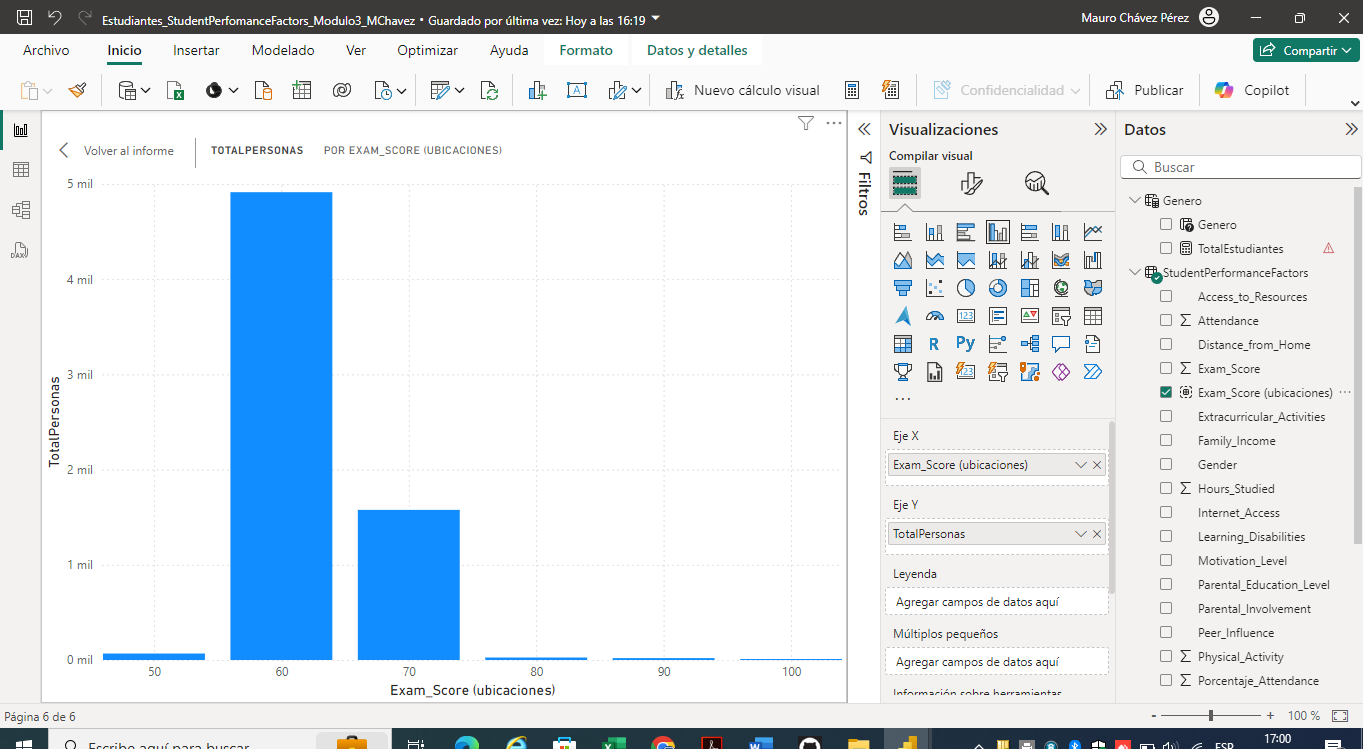 Estudiantes_StudentPerfomanceFactors_Modulo3_MChavez • Guardado por última vez: Hoy a las 16:19
Mauro Chávez Pérez
Archivo Inicio Insertar Modelado Ver Optimizar Ayuda Formato Datos y detalles Compartir
Nuevo cálculo visual Confidencialidad Publicar Copilot
Volver al informe TOTALPERSONAS POR EXAM_SCORE (UBICACIONES)
5 mil
4 mil
3 mil
2 mil
1 mil
0 mil
TotalPersonas
50 60 70 80 90 100
Exam_Score (ubicaciones)
Filtros
Visualizaciones
Compilar visual
123
R Py
123
Eje X
Exam_Score (ubicaciones)
Eje Y
TotalPersonas
Leyenda
Agregar campos de datos aquí
Múltiplos pequeños
Agregar campos de datos aquí
Información sobre herramientas
Datos
Buscar
Genero
Genero
TotalEstudiantes
StudentPerformanceFactors
Access_to_Resources
Attendance
Distance_from_Home
Exam_Score
Exam_Score (ubicaciones)
Extracurricular_Activities
Family_Income
Gender
Hours_Studied
Internet_Access
Learning_Disabilities
Motivation_Level
Parental_Education_Level
Parental_Involvement
Peer_Influence
Physical_Activity
Porcentaje_Attendance
Página 6 de 6
- + 100 %
Escribe aquí para buscar
ESP
17:00